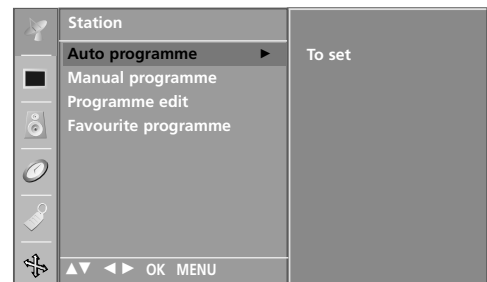 Station
Auto programme ►
To set
Manual programme
Programme edit
Favourite programme
▲▼ ◄► OK MENU